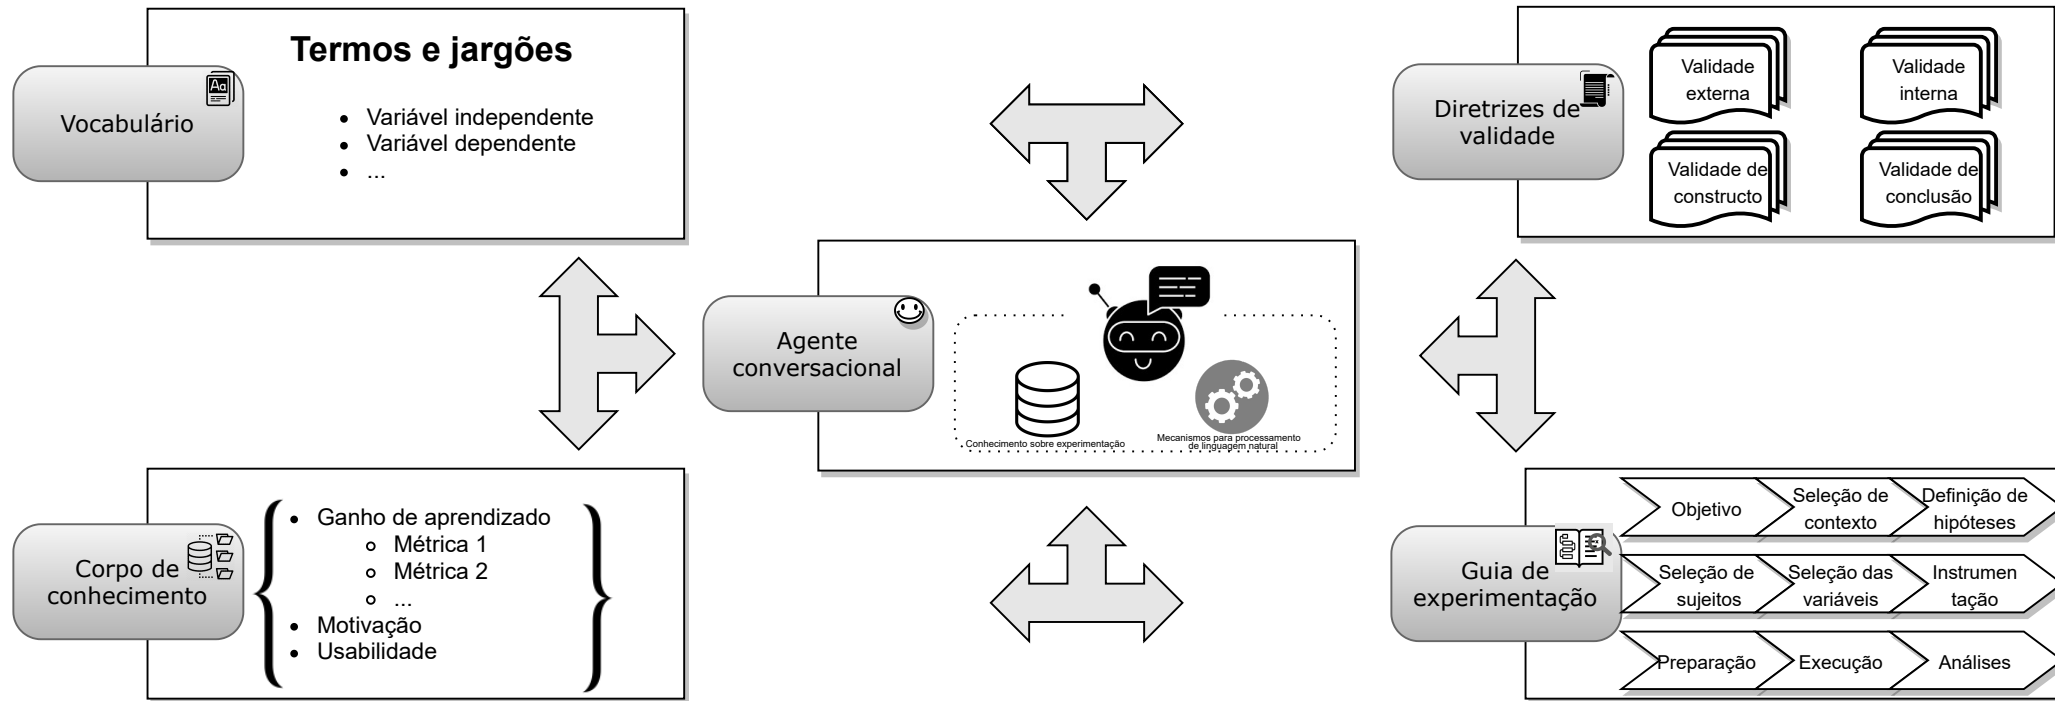 Termos e jargões
Aa
Vocabulário
Variável independente
Variável dependente
...
Diretrizes de
validade
Validade
externa
Validade
interna
Validade de
constructo
Validade de
conclusão
Agente
conversacional
Conhecimento sobre experimentação
Mecanismos para processamento
de linguagem natural
Corpo de
conhecimento
Ganho de aprendizado
Métrica 1
Métrica 2
...
Motivação
Usabilidade
Guia de
experimentação
Objetivo
Seleção de
contexto
Definição de
hipóteses
Seleção de
sujeitos
Seleção das
variáveis
Instrumen
tação
Preparação
Execução
Análises